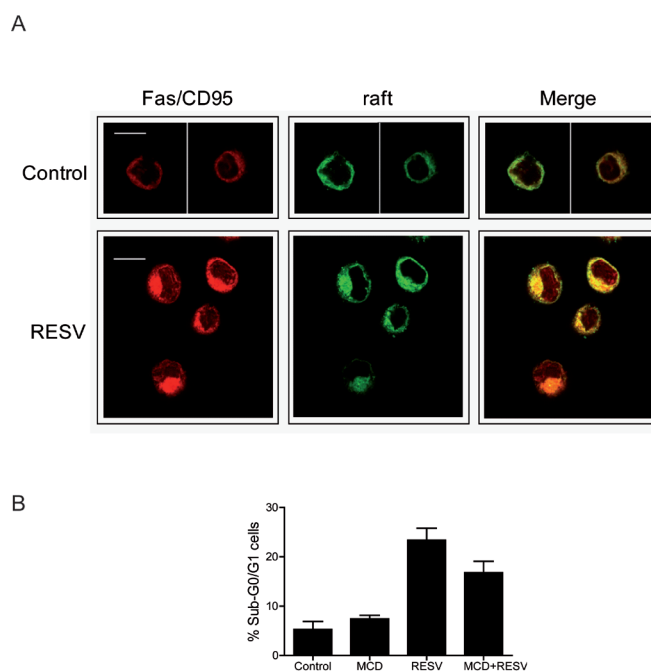 A
Fas/CD95 raft Merge
Control
RESV
B
% Sub-G0/G1 cells
30
20
10
0
Control MCD RESV MCD+RESV